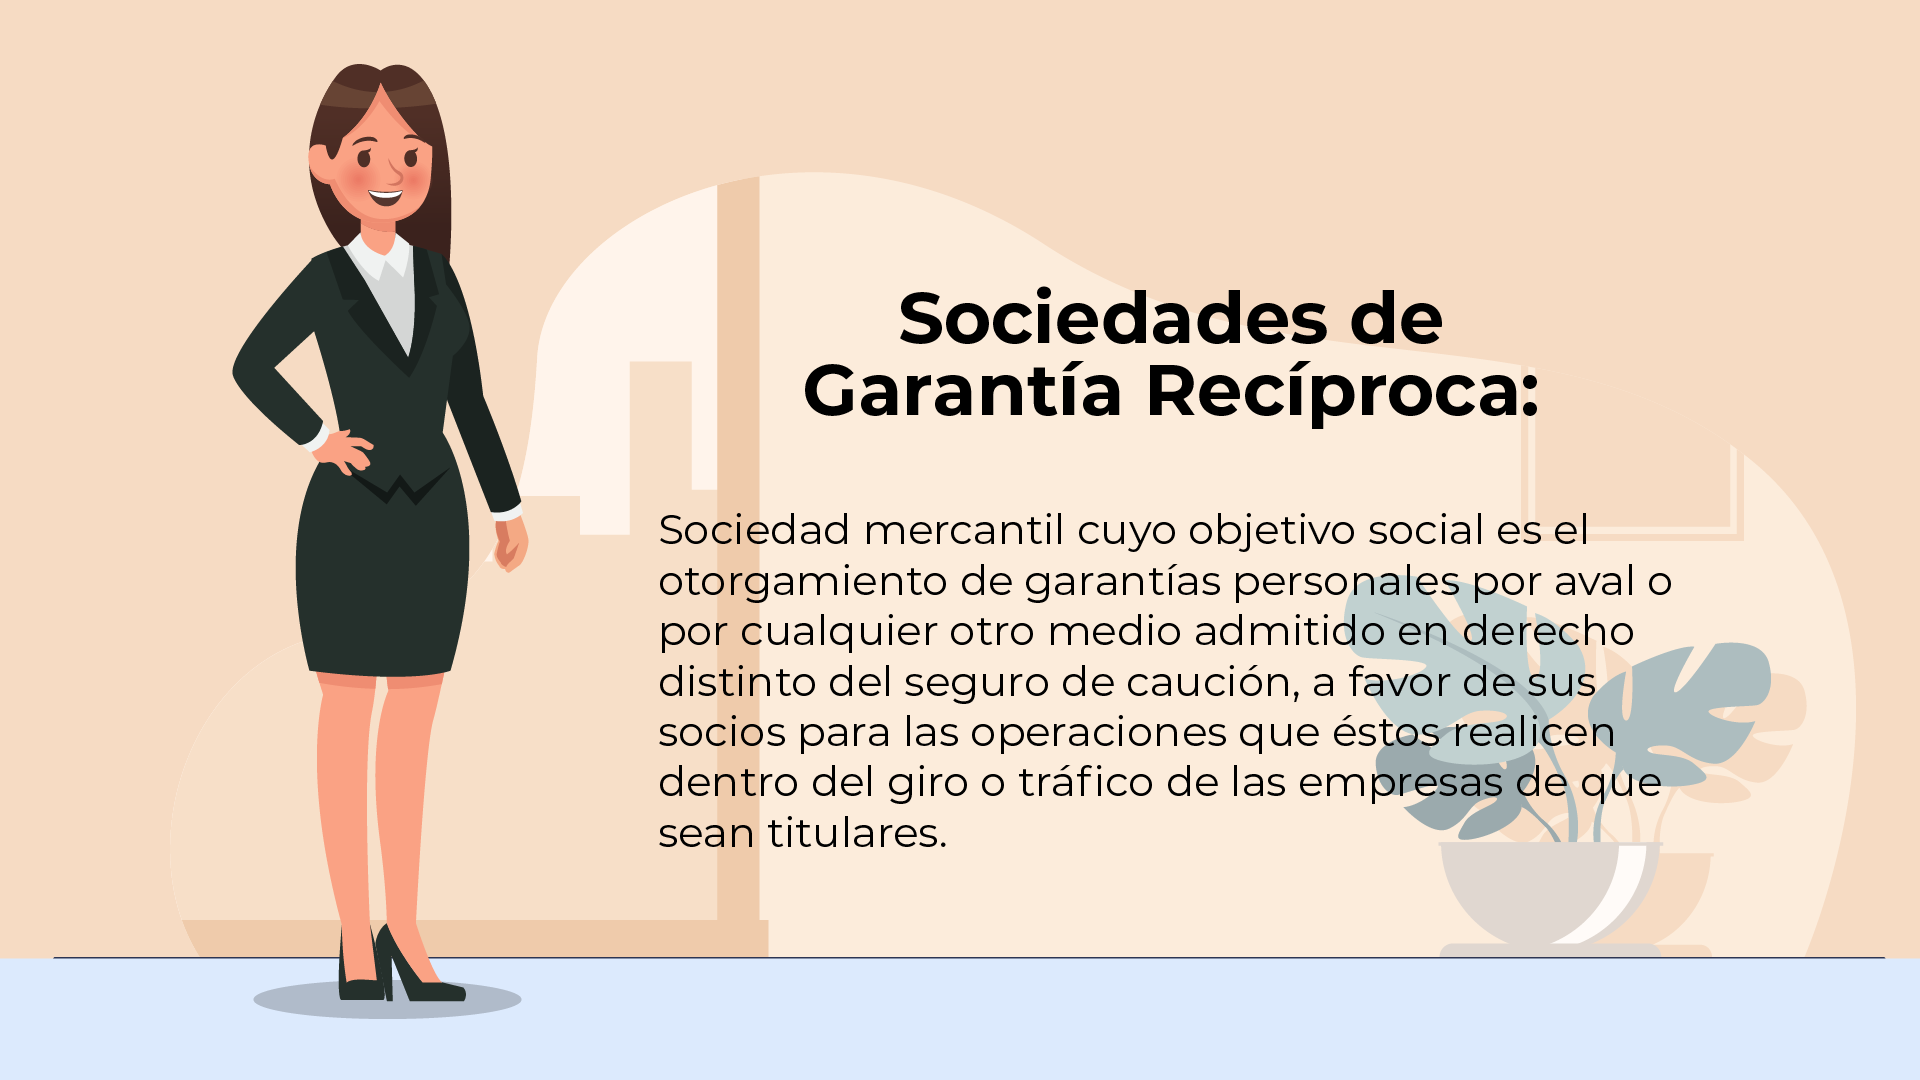 Sociedades de
Garantía Recíproca:
Sociedad mercantil cuyo objetivo social es el
otorgamiento de garantías personales por aval o
por cualquier otro medio admitido en derecho
distinto del seguro de caución, a favor de sus
socios para las operaciones que éstos realicen
dentro del giro o tráfico de las empresas de que
sean titulares.